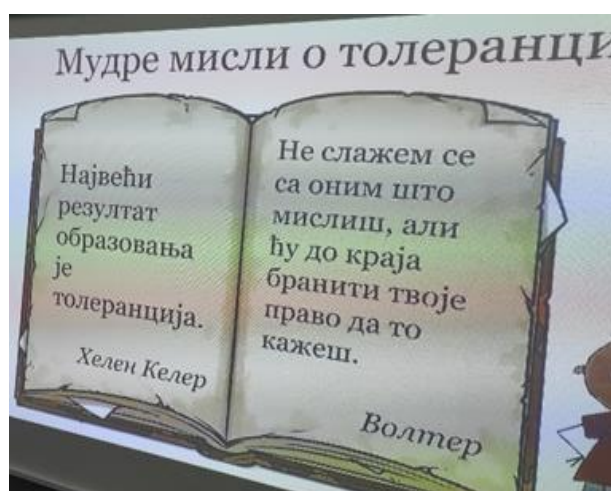 Мудре мисли о толеранци
Највећи
резултат
образовања
је
толеранција.
Хелен Келер
Не слажем се
са оним што
мислиш, али
ћу до краја
бранити твоје
право да то
кажеш.
Волтер